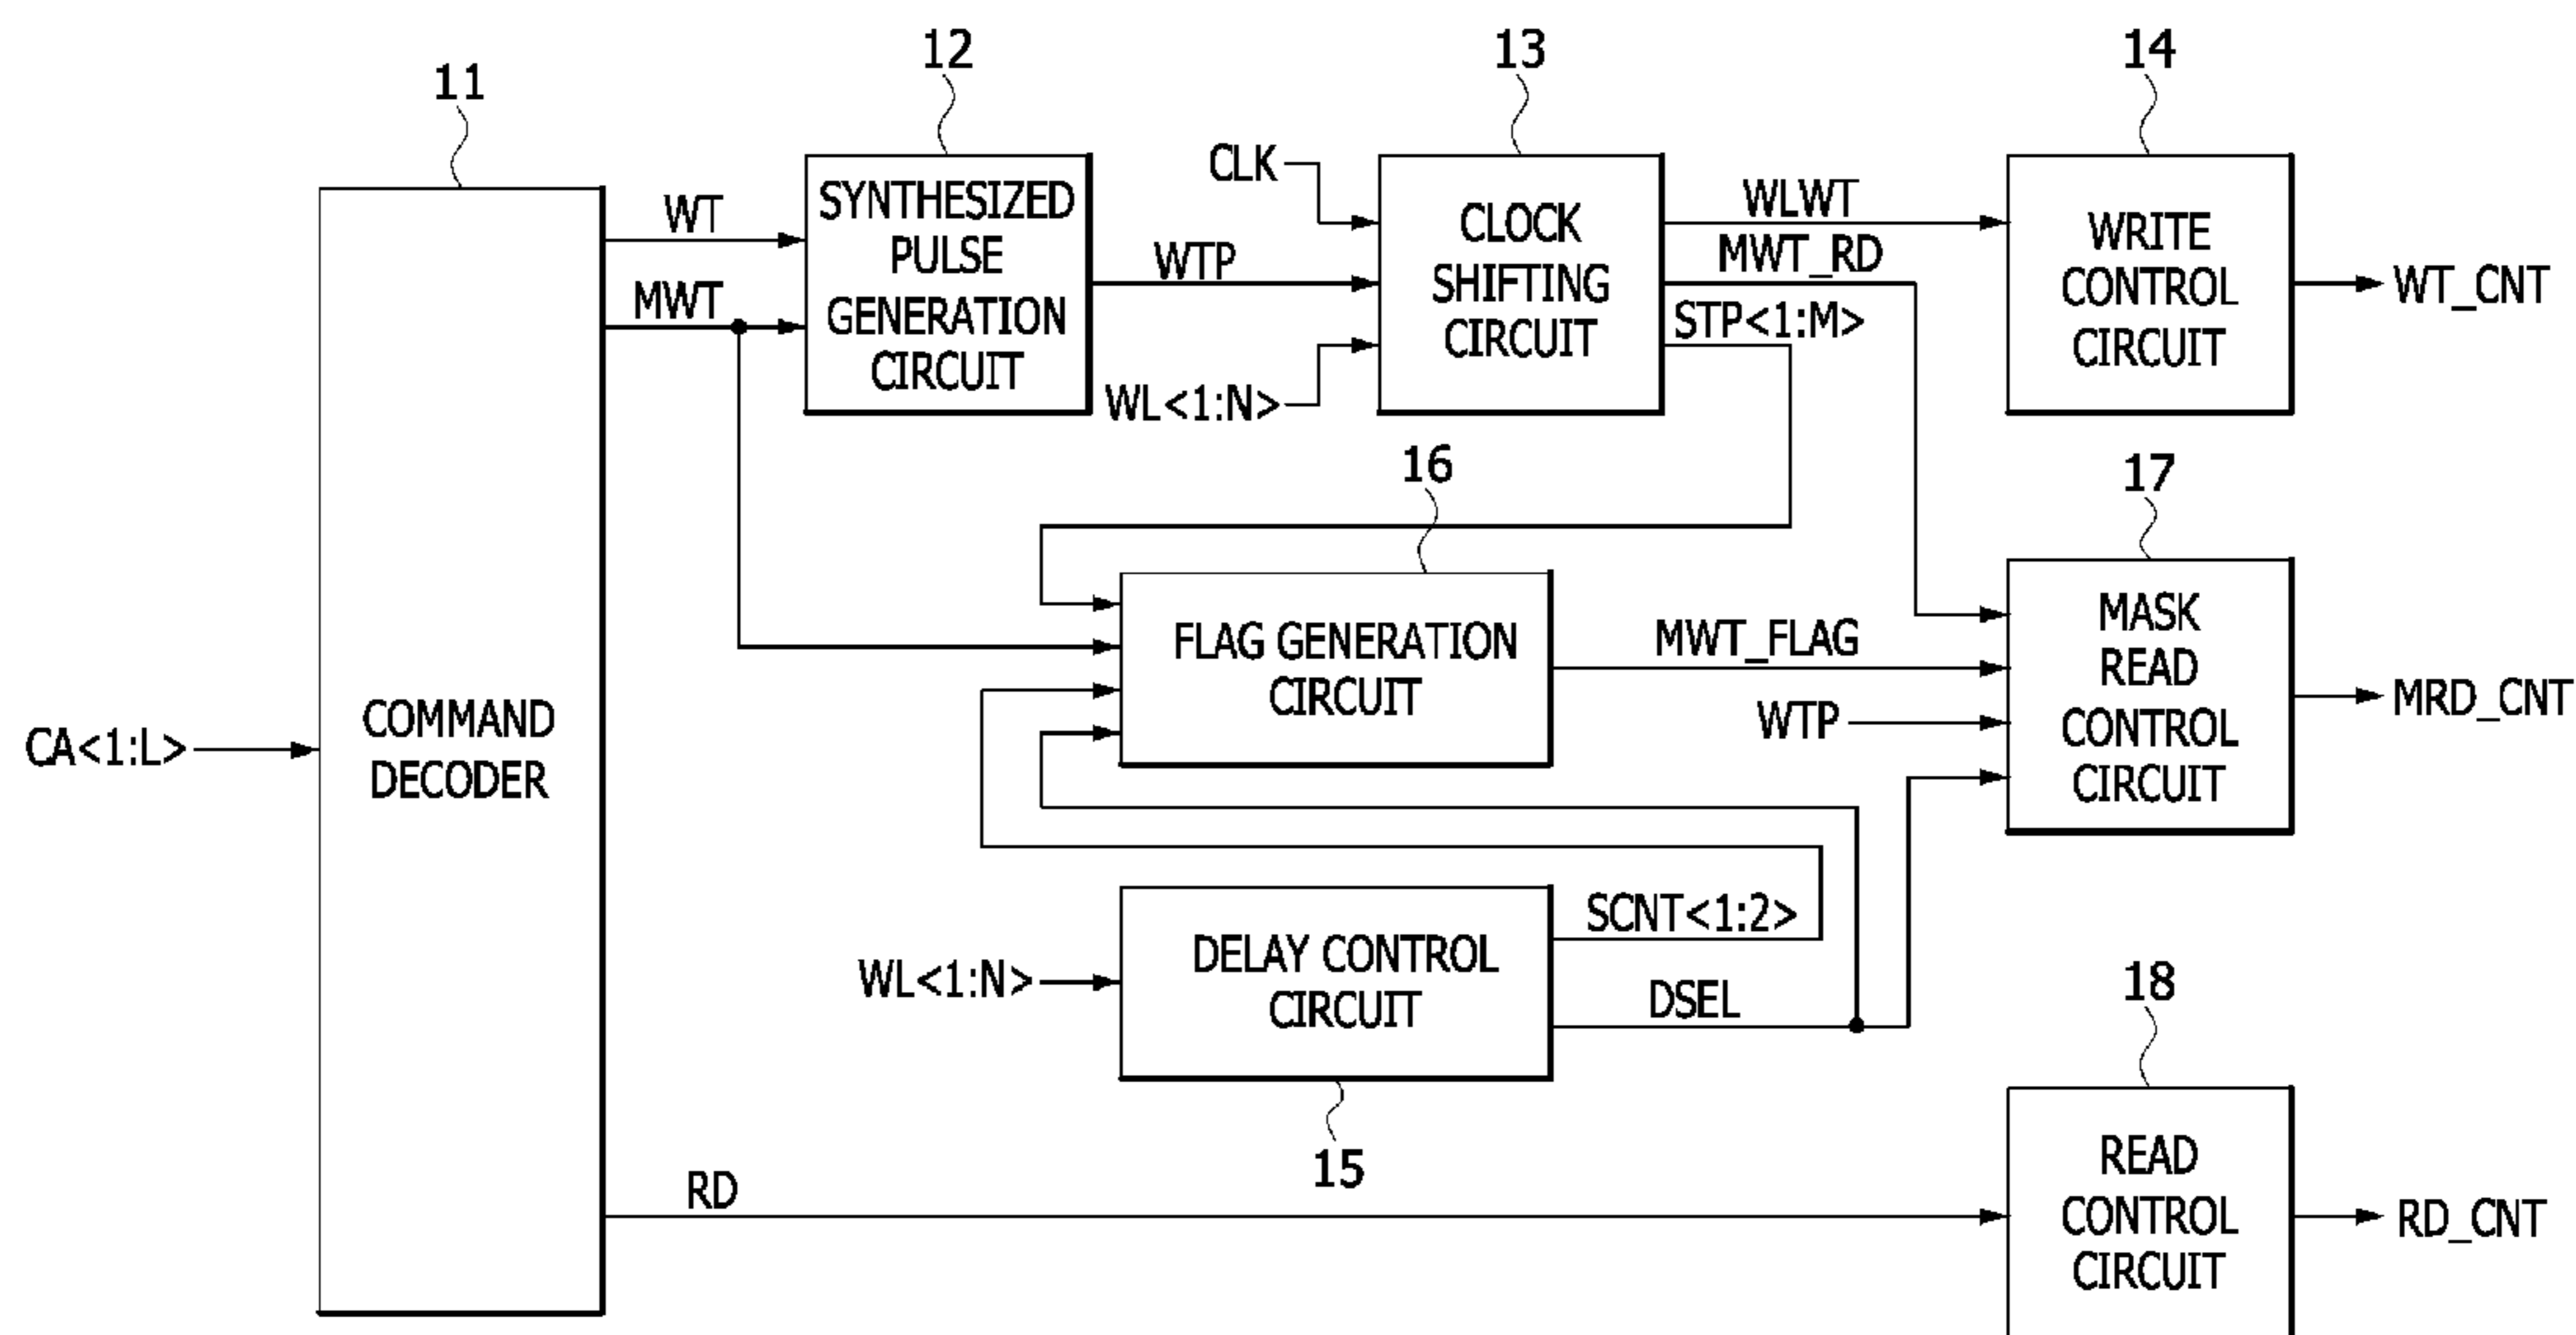 11
12
13
14
COMMAND
DECODER
CA<1:L>
WT
MWT
SYNTHESIZED
PULSE
GENERATION
CIRCUIT
WTP
CLK
WL<1:N>
CLOCK
SHIFTING
CIRCUIT
WLWT
MWT_RD
STP<1:M>
WRITE
CONTROL
CIRCUIT
WT_CNT
16
17
FLAG GENERATION
CIRCUIT
MWT_FLAG
WTP
MASK
READ
CONTROL
CIRCUIT
MRD_CNT
WL<1:N>
DELAY CONTROL
CIRCUIT
SCNT<1:2>
DSEL
15
18
RD
READ
CONTROL
CIRCUIT
RD_CNT